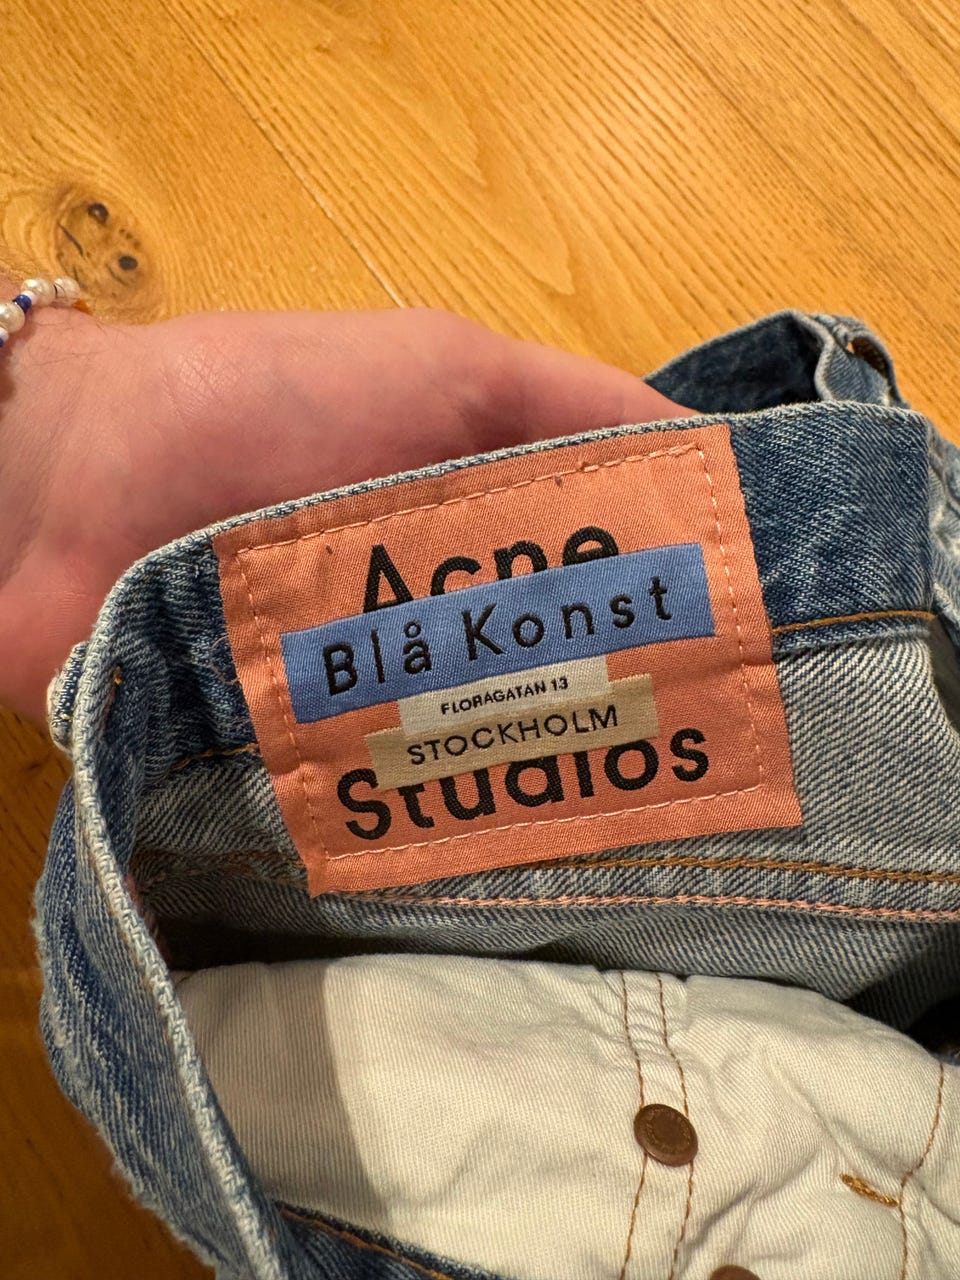 Acne
Blå Konst
FLORAGATAN 13
STOCKHOLM
Studios